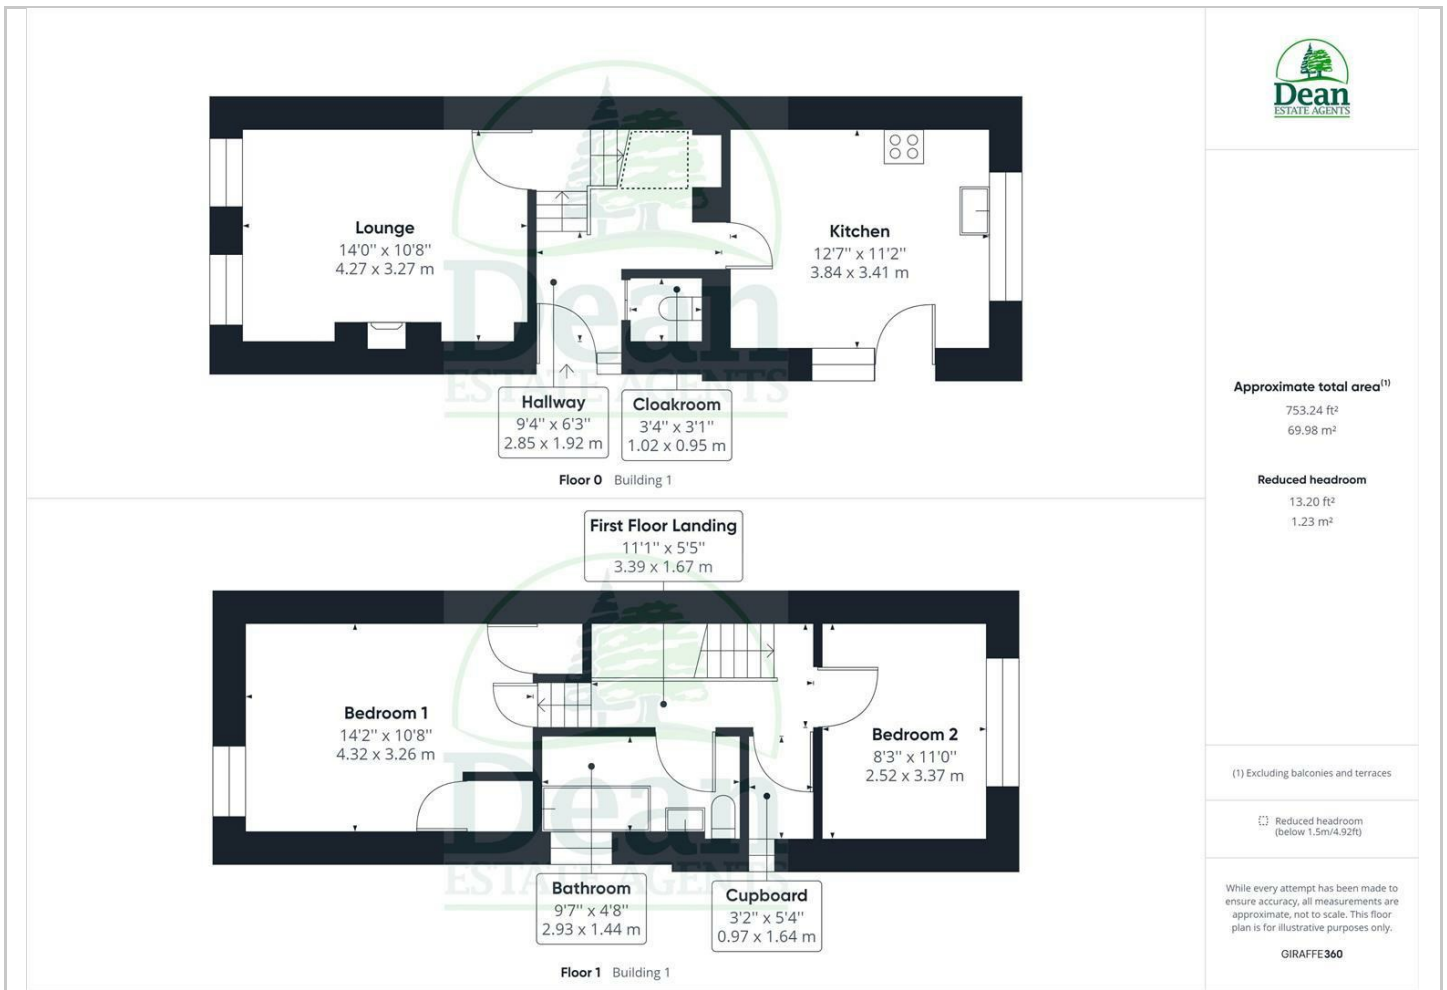 Dean
ESTATE AGENTS
Lounge
14'0" x 10'8"
4.27 x 3.27 m
Kitchen
12'7" x 11'2"
3.84 x 3.41 m
Dean
ESTATE AGENTS
Hallway
9'4" x 6'3"
2.85 x 1.92 m
Cloakroom
3'4" x 3'1"
1.02 x 0.95 m
Floor 0 Building 1
First Floor Landing
11'1" x 5'5"
3.39 x 1.67 m
Bedroom 1
14'2" x 10'8"
4.32 x 3.26 m
Bedroom 2
8'3" x 11'0"
2.52 x 3.37 m
Dean
ESTATE AGENTS
Bathroom
9'7" x 4'8"
2.93 x 1.44 m
Cupboard
3'2" x 5'4"
0.97 x 1.64 m
Floor 1 Building 1
Approximate total area(1)
753.24 ft²
69.98 m²
Reduced headroom
13.20 ft²
1.23 m²
(1) Excluding balconies and terraces
Reduced headroom
(below 1.5m/4.92ft)
While every attempt has been made to
ensure accuracy, all measurements are
approximate, not to scale. This floor
plan is for illustrative purposes only.
GIRAFFE360